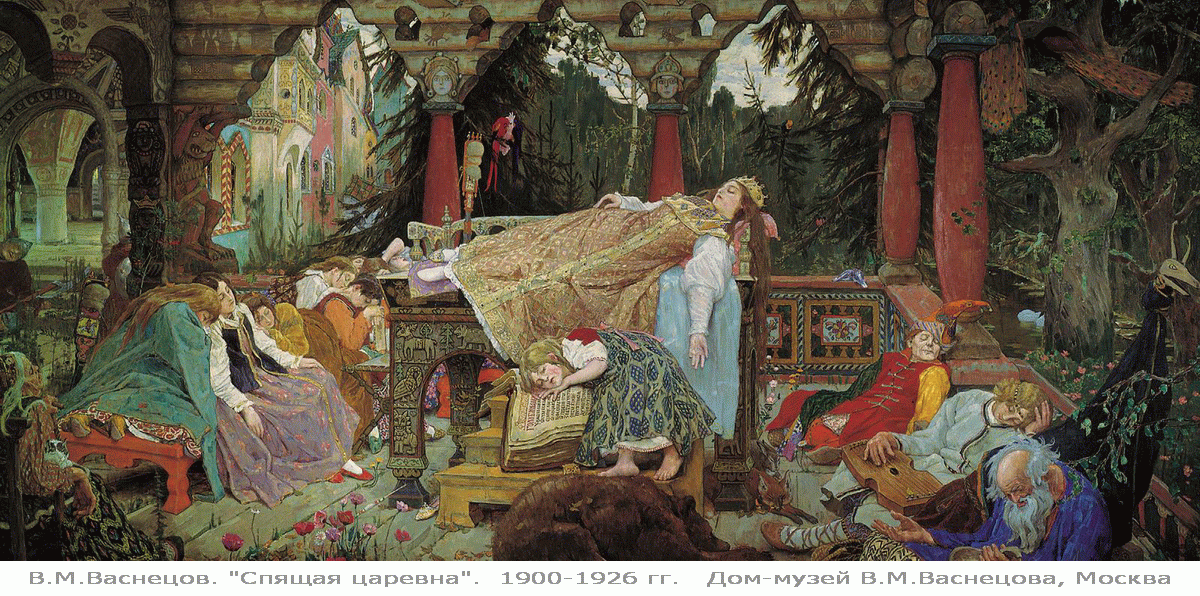 В.М.Васнецов. "Спящая царевна". 1900-1926 гг. Дом-музей В.М.Васнецова, Москва